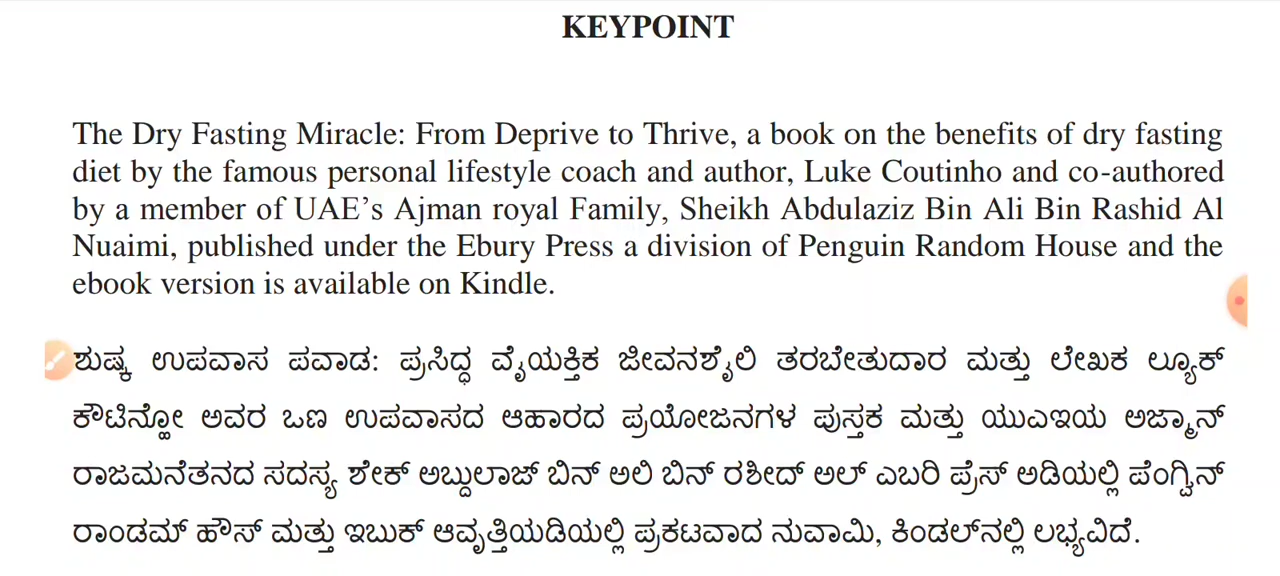 KEYPOINT
The Dry Fasting Miracle: From Deprive to Thrive, a book on the benefits of dry fasting
diet by the famous personal lifestyle coach and author, Luke Coutinho and co-authored
by a member of UAE’s Ajman royal Family, Sheikh Abdulaziz Bin Ali Bin Rashid Al
Nuaimi, published under the Ebury Press a division of Penguin Random House and the
ebook version is available on Kindle.
ಶುಷ್ಕ ಉಪವಾಸ ಪವಾಡ: ಪ್ರಸಿದ್ಧ ವೈಯಕ್ತಿಕ ಜೀವನಶೈಲಿ ತರಬೇತುದಾರ ಮತ್ತು ಲೇಖಕ ಲ್ಯೂಕ್
ಕೌಟಿನ್ಹೋ ಅವರ ಒಣ ಉಪವಾಸದ ಆಹಾರದ ಪ್ರಯೋಜನಗಳ ಪುಸ್ತಕ ಮತ್ತು ಯುಎಇಯ ಅಜ್ಮಾನ್
ರಾಜಮನೆತನದ ಸದಸ್ಯ ಶೇಕ್ ಅಬ್ದುಲಾಜ್ ಬಿನ್ ಅಲಿ ಬಿನ್ ರಶೀದ್ ಅಲ್ ಎಬರಿ ಪ್ರೆಸ್ ಅಡಿಯಲ್ಲಿ ಪೆಂಗ್ವಿನ್
ರಾಂಡಮ್ ಹೌಸ್ ಮತ್ತು ಇಬುಕ್ ಆವೃತ್ತಿಯಡಿಯಲ್ಲಿ ಪ್ರಕಟವಾದ ನುವಾಮಿ, ಕಿಂಡಲ್‌ನಲ್ಲಿ ಲಭ್ಯವಿದೆ.